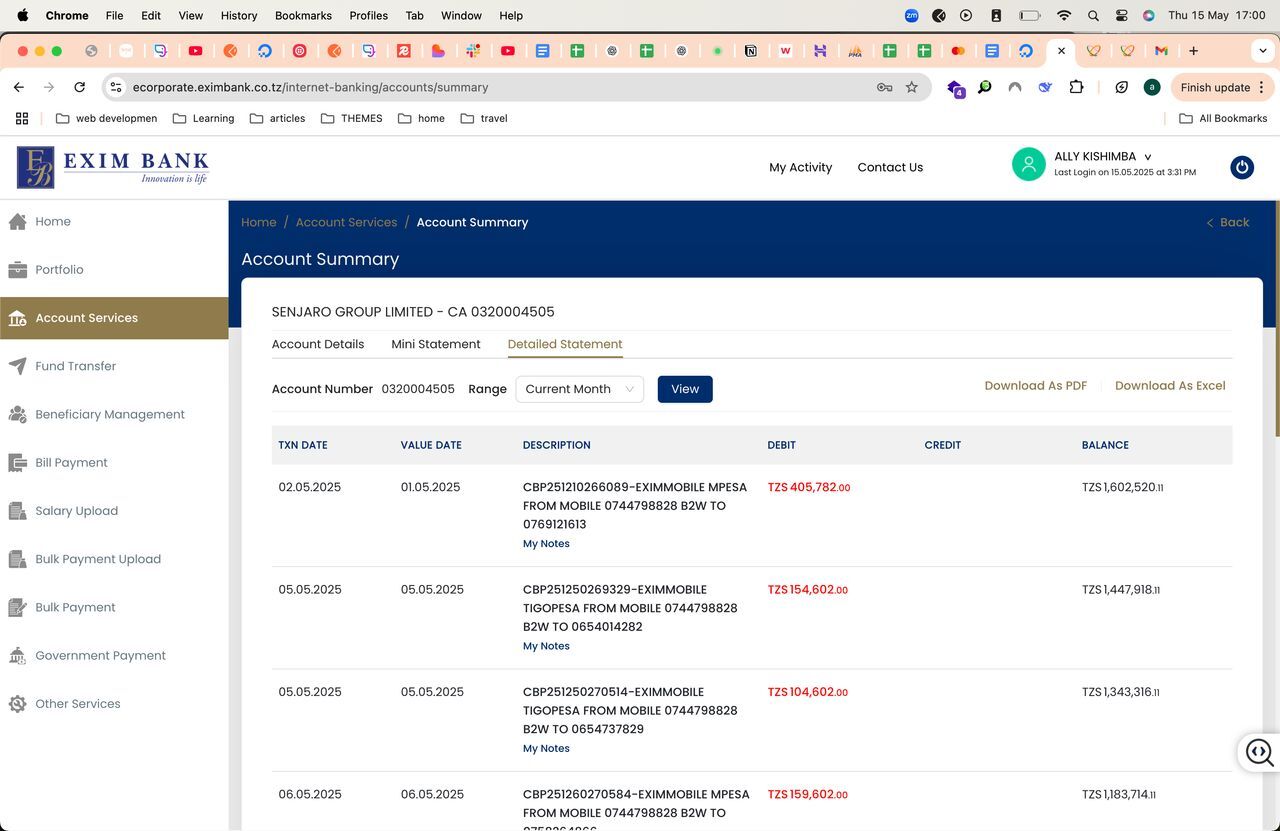 Chrome File Edit View History Bookmarks Profiles Tab Window Help
zm
Thu 15 May 17:00
ecorporate.eximbank.co.tz/internet-banking/accounts/summary
4
a
Finish update
web developmen Learning articles THEMES home travel
All Bookmarks
EXIM BANK
Innovation is life
My Activity Contact Us
ALLY KISHIMBA
Last Login on 15.05.2025 at 3:31 PM
Home
Portfolio
Account Services
Fund Transfer
Beneficiary Management
Bill Payment
Salary Upload
Bulk Payment Upload
Bulk Payment
Government Payment
Other Services
Home / Account Services / Account Summary
< Back
Account Summary
SENJARO GROUP LIMITED - CA 0320004505
Account Details Mini Statement Detailed Statement
Account Number 0320004505 Range Current Month View
Download As PDF Download As Excel
TXN DATE VALUE DATE DESCRIPTION DEBIT CREDIT BALANCE
02.05.2025 01.05.2025 CBP251210266089-EXIMMOBILE MPESA TZS 405,782.00 TZS 1,602,520.11
FROM MOBILE 0744798828 B2W TO
0769121613
My Notes
05.05.2025 05.05.2025 CBP251250269329-EXIMMOBILE TZS 154,602.00 TZS 1,447,918.11
TIGOPESA FROM MOBILE 0744798828
B2W TO 0654014282
My Notes
05.05.2025 05.05.2025 CBP251250270514-EXIMMOBILE TZS 104,602.00 TZS 1,343,316.11
TIGOPESA FROM MOBILE 0744798828
B2W TO 0654737829
My Notes
06.05.2025 06.05.2025 CBP251260270584-EXIMMOBILE MPESA TZS 159,602.00 TZS 1,183,714.11
FROM MOBILE 0744798828 B2W TO